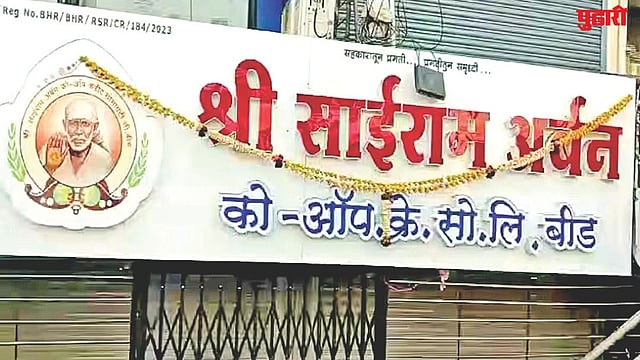 Reg No.BHR/BHR/RSR/CR/184/2023
पुढारी
सहकारातून प्रगती... प्रगतीतून समृद्धी...
श्री साईराम अर्बन
को-ऑप.क्रे.सो.लि.,बीड